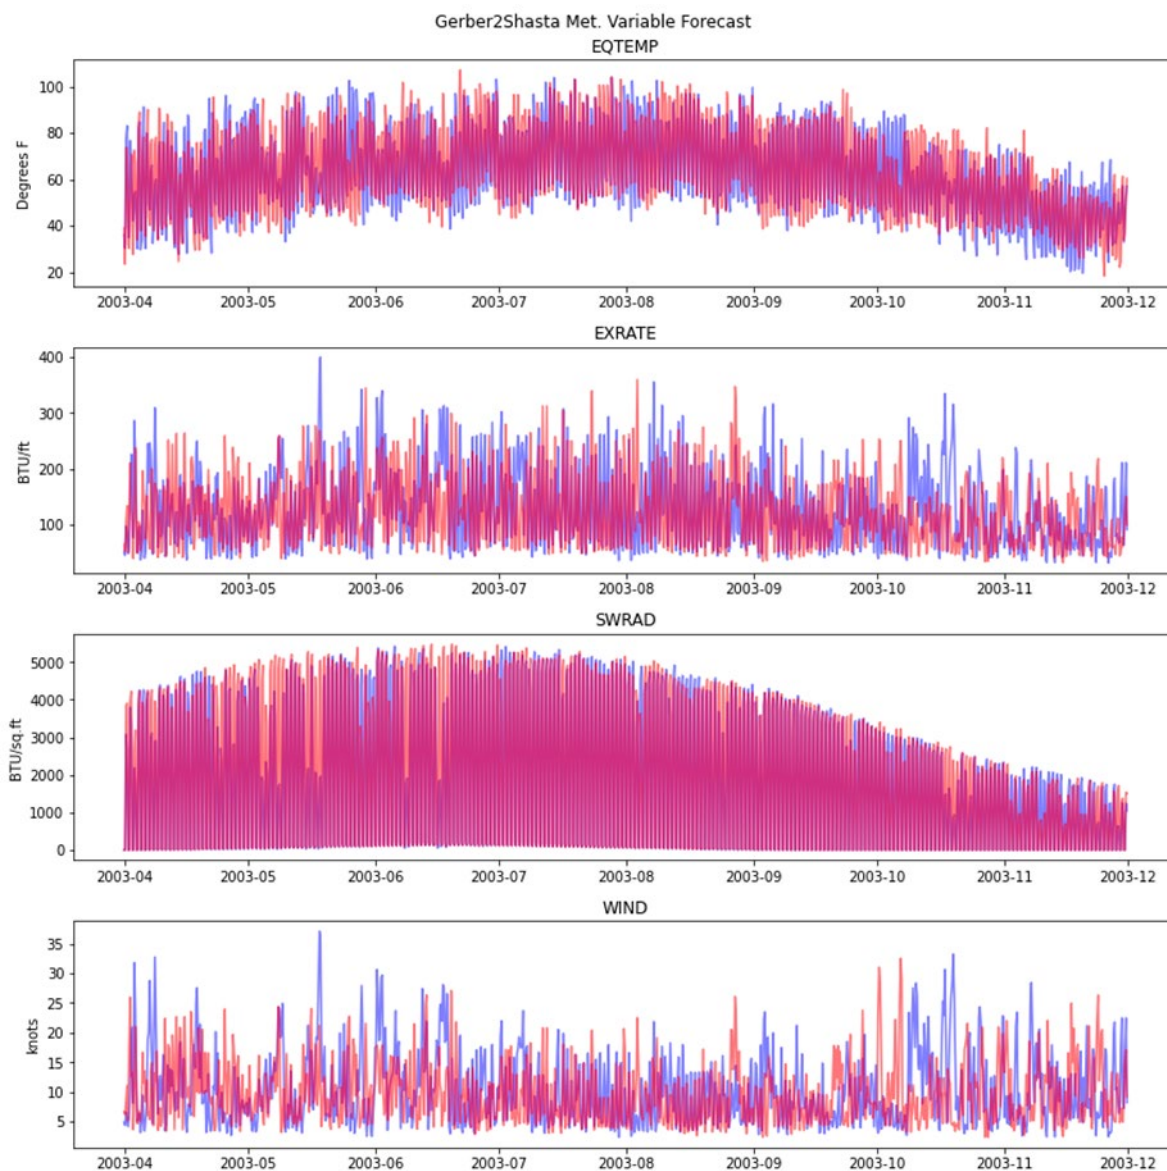 Gerber2Shasta Met. Variable Forecast
EQTEMP
Degrees F
100
80
60
40
20
2003-04 2003-05 2003-06 2003-07 2003-08 2003-09 2003-10 2003-11 2003-12
EXRATE
BTU/ft
400
300
200
100
2003-04 2003-05 2003-06 2003-07 2003-08 2003-09 2003-10 2003-11 2003-12
SWRAD
BTU/sq.ft
5000
4000
3000
2000
1000
0
2003-04 2003-05 2003-06 2003-07 2003-08 2003-09 2003-10 2003-11 2003-12
WIND
knots
35
30
25
20
15
10
5
2003-04 2003-05 2003-06 2003-07 2003-08 2003-09 2003-10 2003-11 2003-12